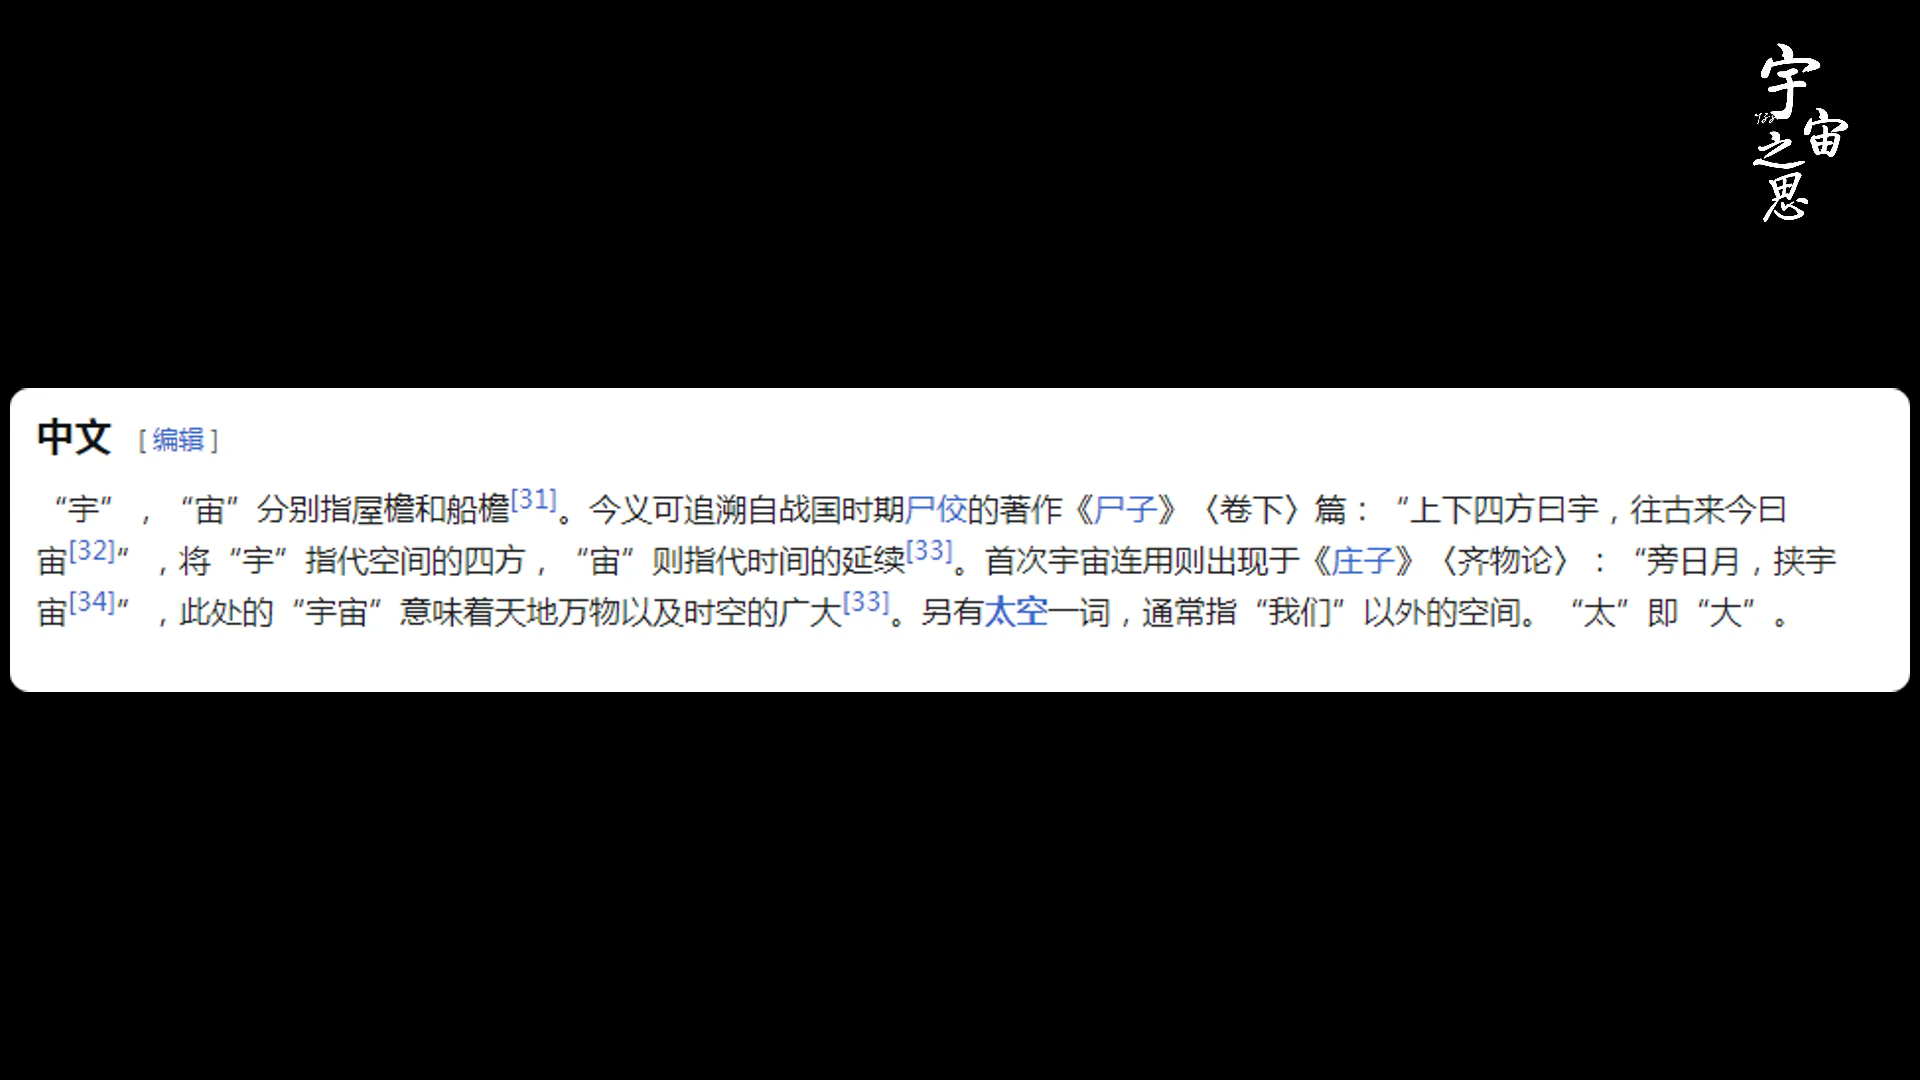 宇宙之思
中文 [编辑]
“宇”，“宙”分别指屋檐和船檐[31]。今义可追溯自战国时期尸佼的著作《尸子》〈卷下〉篇：“上下四方曰宇，往古来今曰
宙[32]”，将“宇”指代空间的四方，“宙”则指代时间的延续[33]。首次宇宙连用则出现于《庄子》〈齐物论〉：“旁日月，挟宇
宙[34]”，此处的“宇宙”意味着天地万物以及时空的广大[33]。另有太空一词，通常指“我们”以外的空间。“太”即“大”。